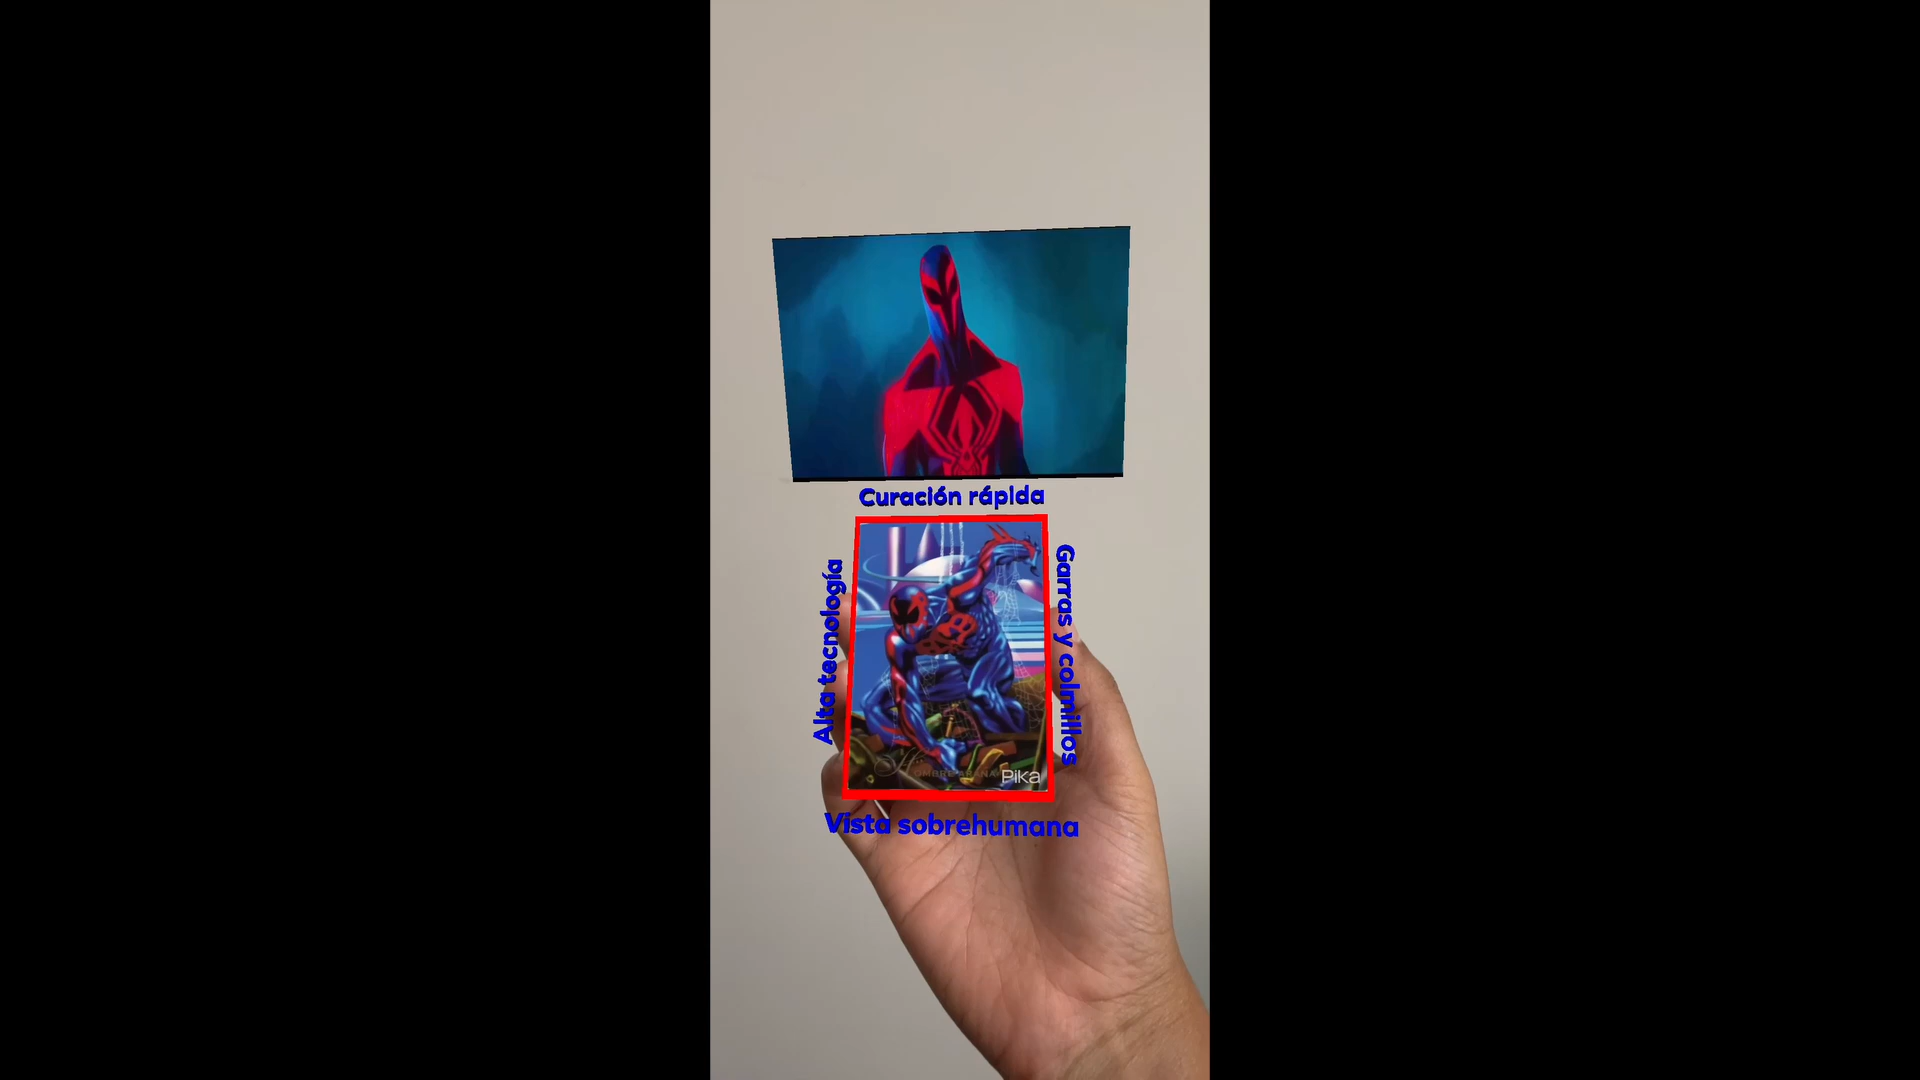 Curación rápida
Alta tecnología
Garras y colmillos
Pika
Vista sobrehumana